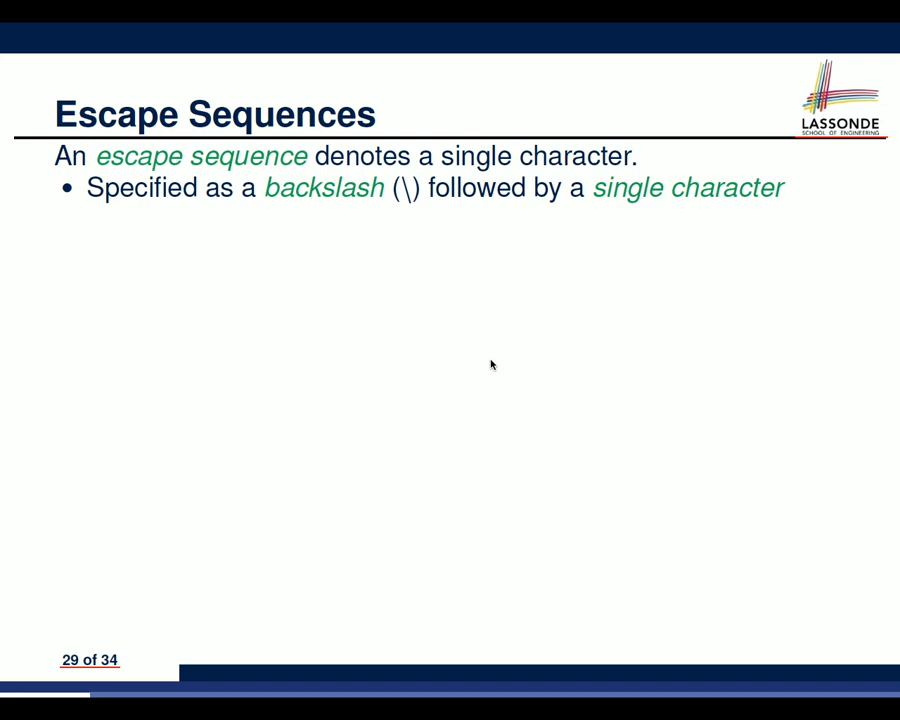 LASSONDE
SCHOOL OF ENGINEERING
Escape Sequences
An escape sequence denotes a single character.
• Specified as a backslash (\) followed by a single character
29 of 34